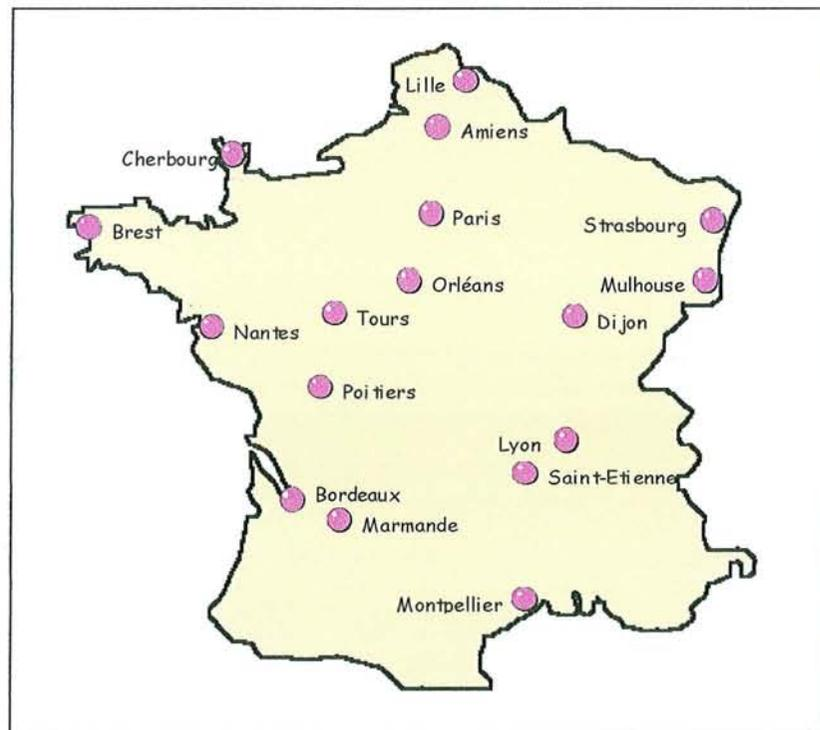 Lille
Amiens
Cherbourg
Paris
Strasbourg
Brest
Orléans
Mulhouse
Tours
Dijon
Nantes
Poitiers
Lyon
Saint-Etienne
Bordeaux
Marmande
Montpellier